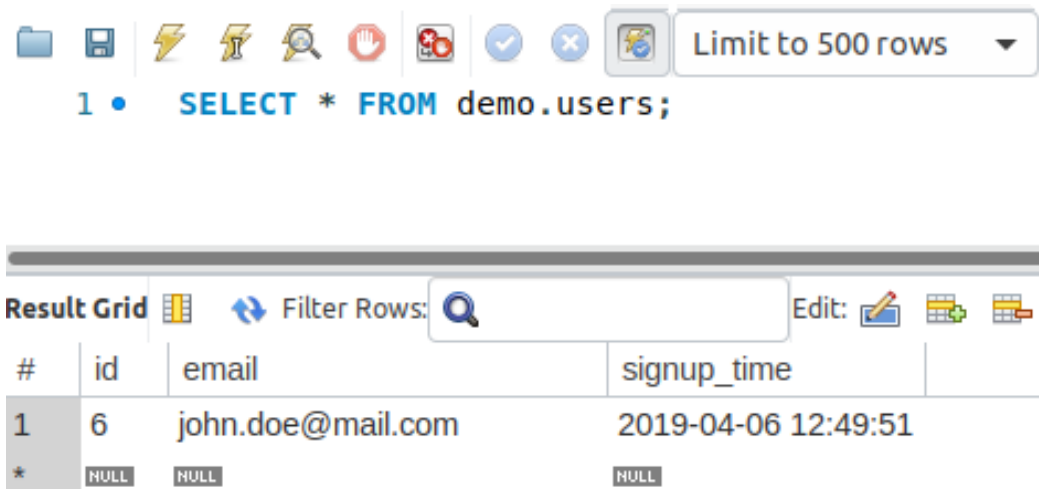 Limit to 500 rows
1 SELECT * FROM demo.users;
Result Grid Filter Rows: Edit:
# id email signup_time
1 6 john.doe@mail.com 2019-04-06 12:49:51
* NULL NULL NULL